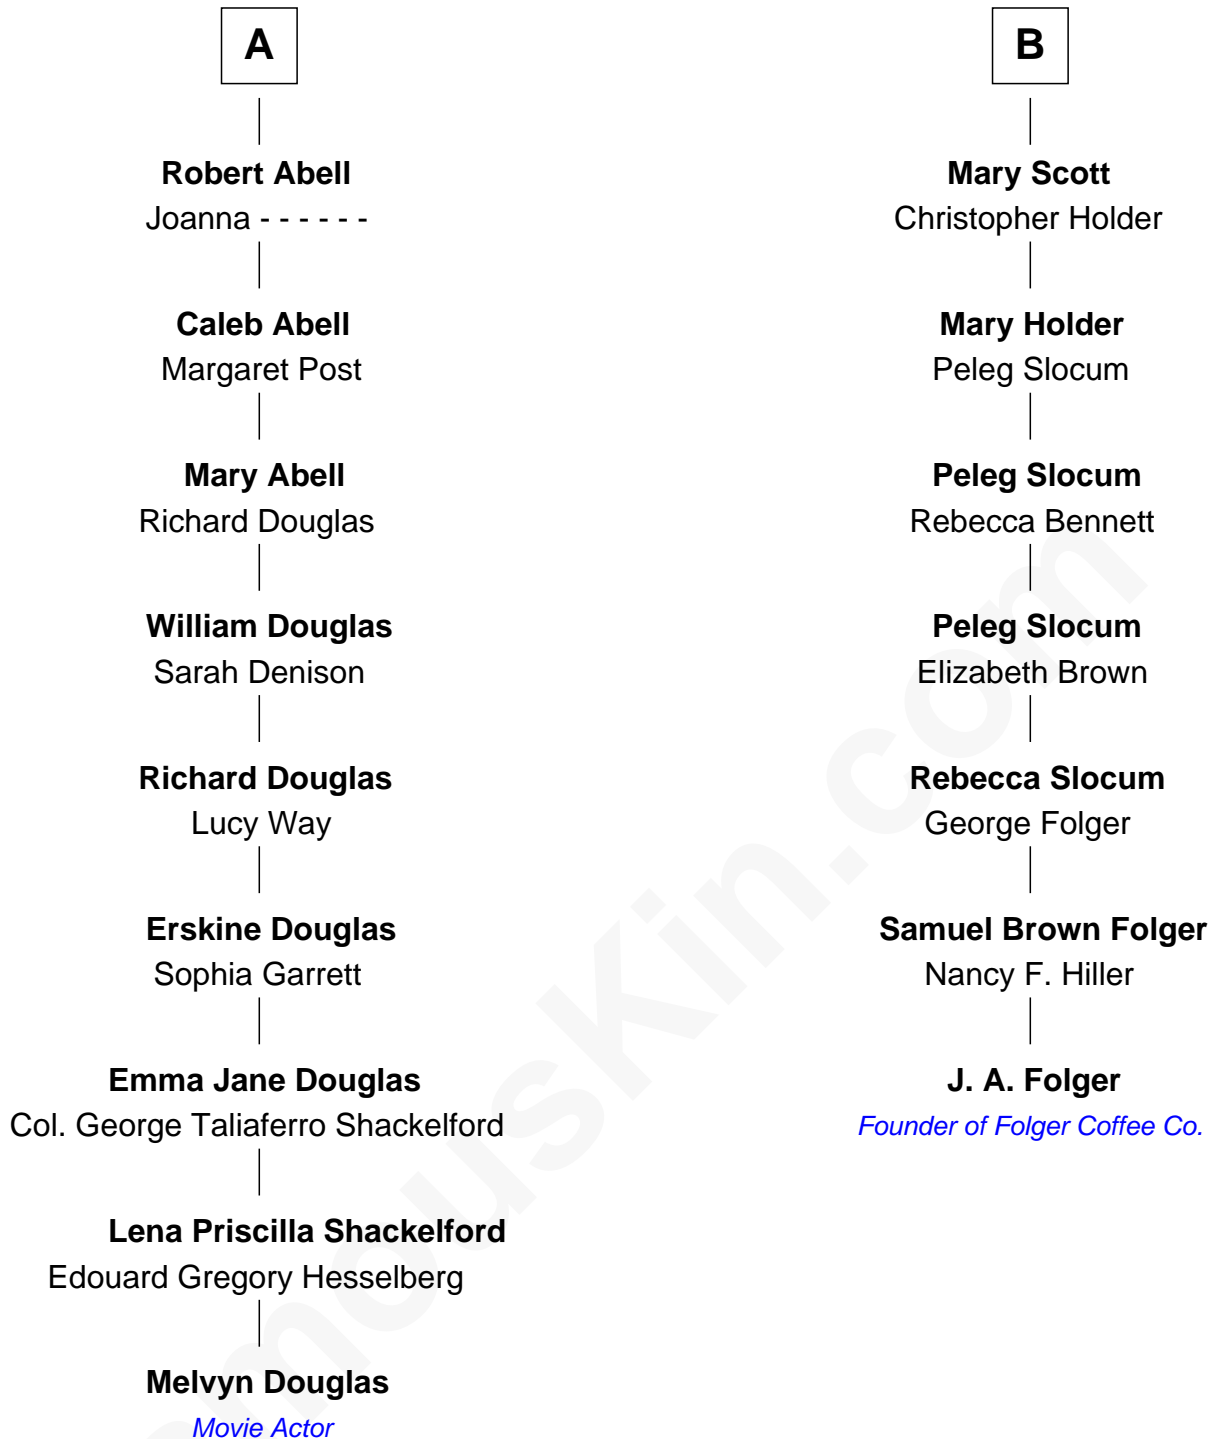 A
Robert Abell
Joanna - - - - - -
Caleb Abell
Margaret Post
Mary Abell
Richard Douglas
William Douglas
Sarah Denison
Richard Douglas
Lucy Way
Erskine Douglas
Sophia Garrett
Emma Jane Douglas
Col. George Taliaferro Shackelford
Lena Priscilla Shackelford
Edouard Gregory Hesselberg
Melvyn Douglas
Movie Actor
B
Mary Scott
Christopher Holder
Mary Holder
Peleg Slocum
Peleg Slocum
Rebecca Bennett
Peleg Slocum
Elizabeth Brown
Rebecca Slocum
George Folger
Samuel Brown Folger
Nancy F. Hiller
J. A. Folger
Founder of Folger Coffee Co.
mousKin.com